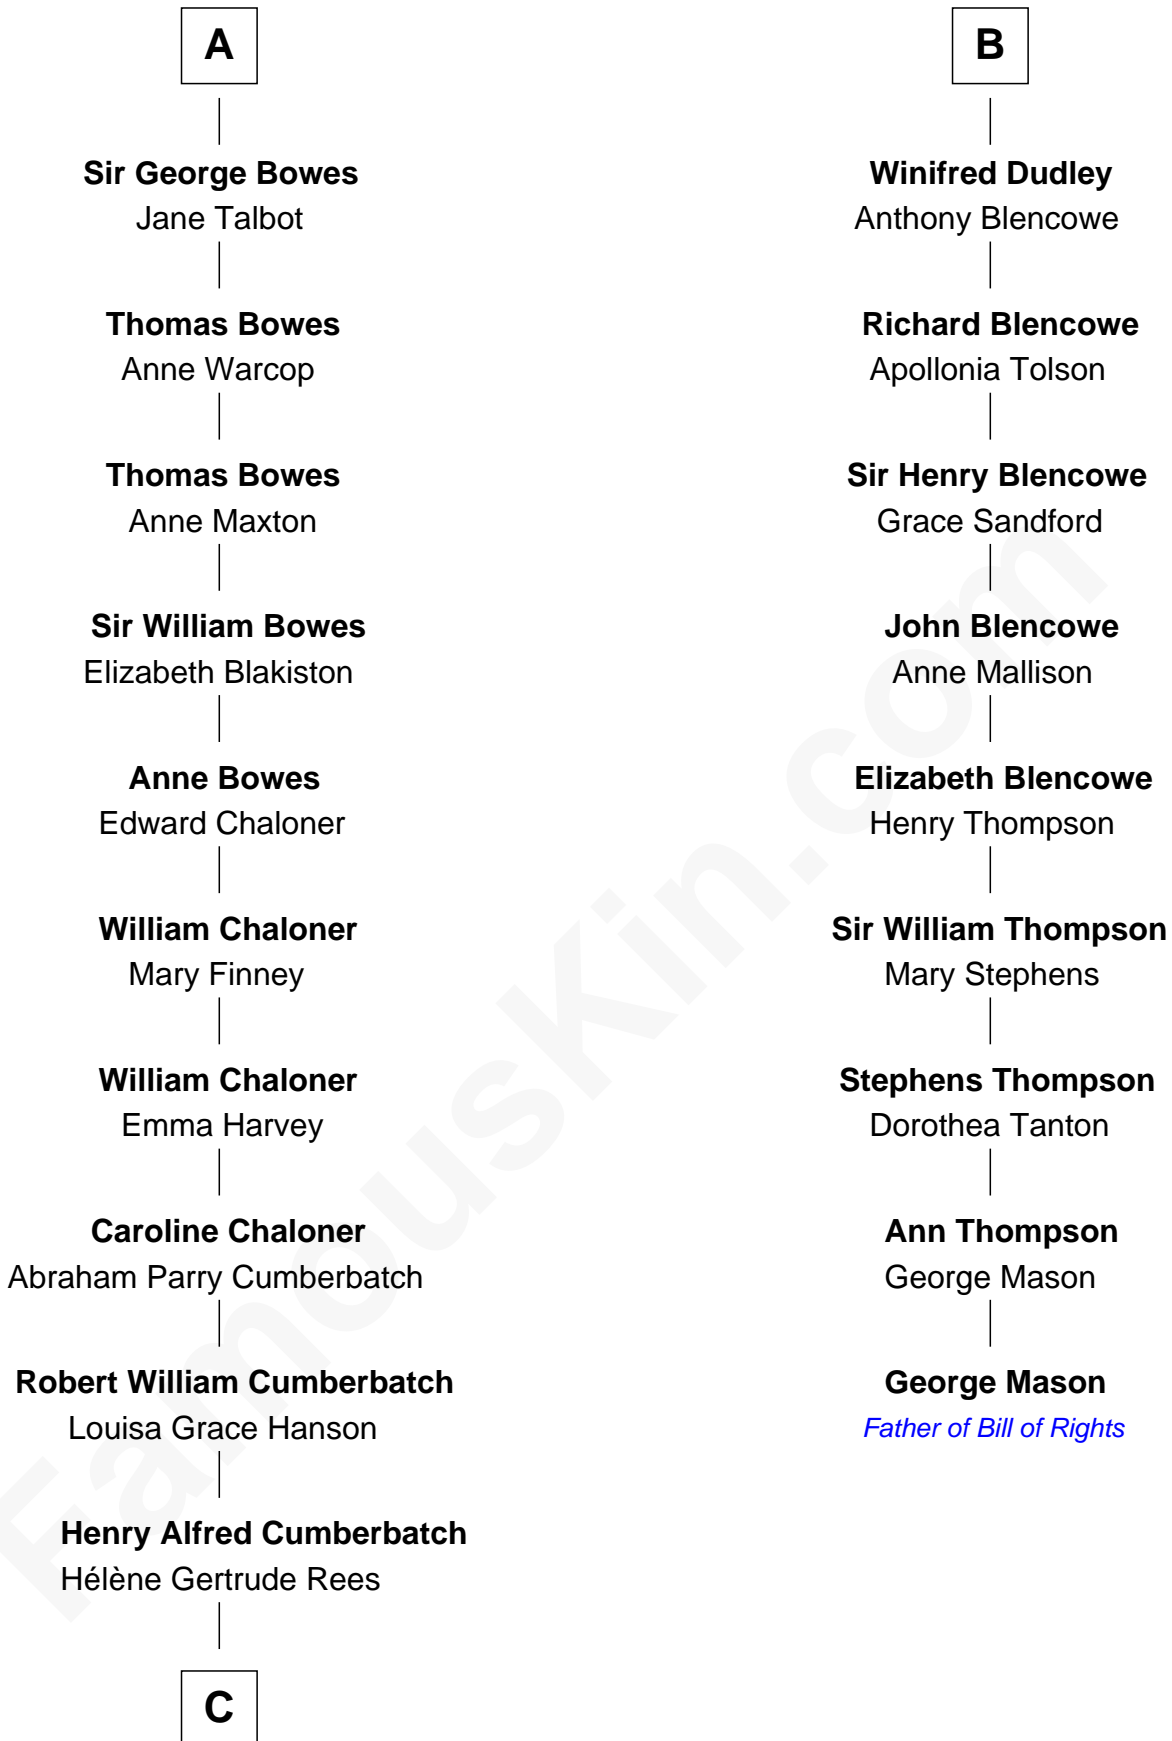 A
Sir George Bowes
Jane Talbot
Thomas Bowes
Anne Warcop
Thomas Bowes
Anne Maxton
Sir William Bowes
Elizabeth Blakiston
Anne Bowes
Edward Chaloner
William Chaloner
Mary Finney
William Chaloner
Emma Harvey
Caroline Chaloner
Abraham Parry Cumberbatch
Robert William Cumberbatch
Louisa Grace Hanson
Henry Alfred Cumberbatch
Hélène Gertrude Rees
C
B
Winifred Dudley
Anthony Blencowe
Richard Blencowe
Apollonia Tolson
Sir Henry Blencowe
Grace Sandford
John Blencowe
Anne Mallison
Elizabeth Blencowe
Henry Thompson
Sir William Thompson
Mary Stephens
Stephens Thompson
Dorothea Tanton
Ann Thompson
George Mason
George Mason
Father of Bill of Rights
FamousKin.com